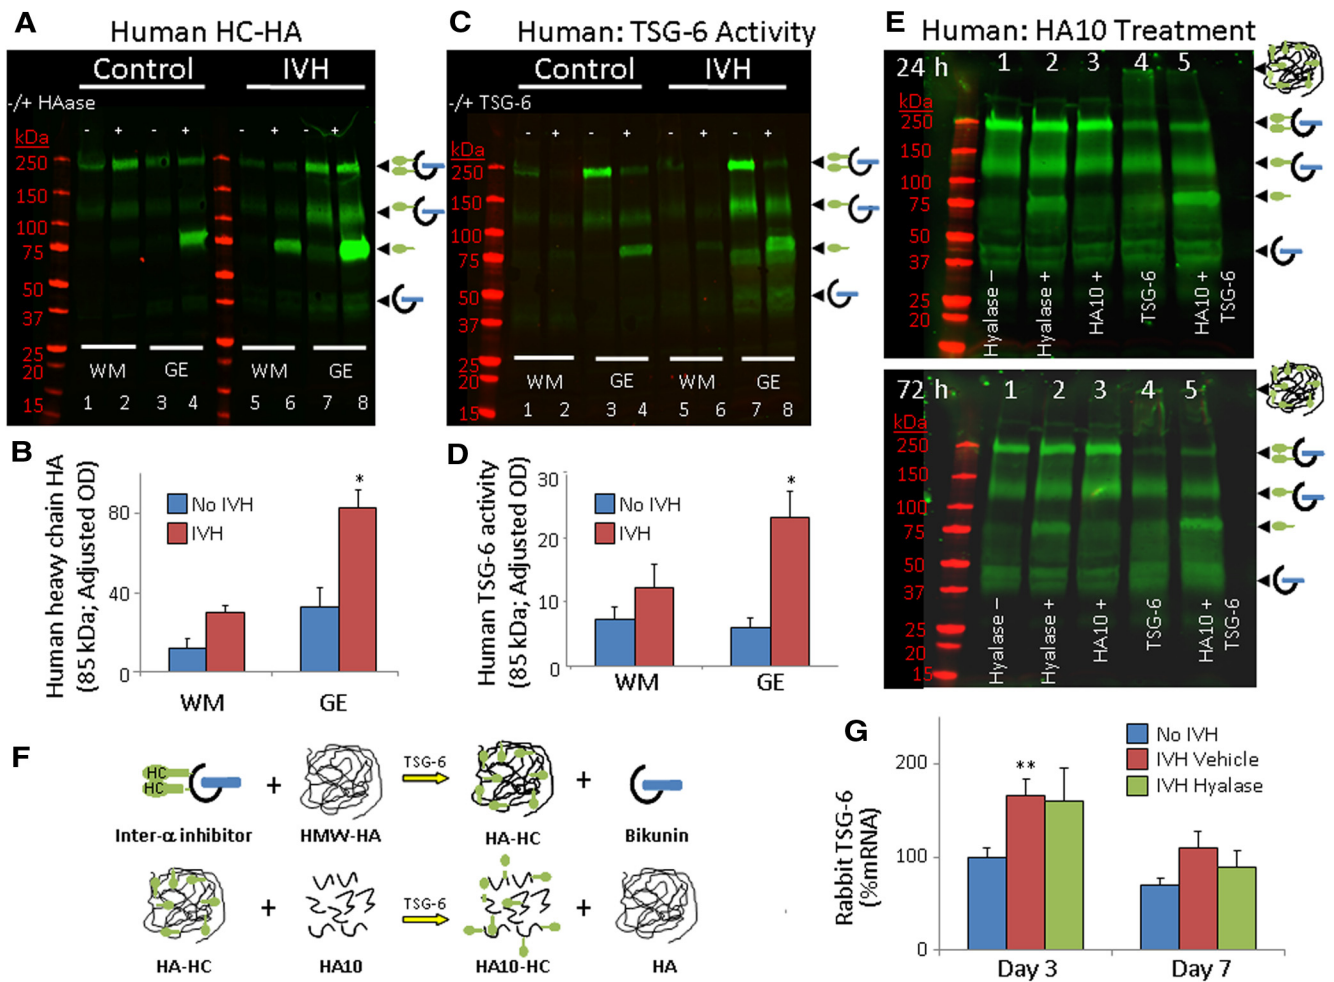 A
Human HC-HA
Control
IVH
-/+ HAase
- + - + - + - +
kDa
250
150
100
75
50
37
25
20
15
WM GE WM GE
1 2 3 4 5 6 7 8
C
Human: TSG-6 Activity
Control
IVH
-/+ TSG-6
- + - + - + - +
kDa
250
150
100
75
50
37
25
20
15
WM GE WM GE
1 2 3 4 5 6 7 8
E
Human: HA10 Treatment
24 h
1 2 3 4 5
kDa
250
150
100
75
50
37
25
20
Hyalase –
Hyalase +
HA10 +
TSG-6
HA10 +
TSG-6
72 h
1 2 3 4 5
kDa
250
150
100
75
50
37
25
20
15
Hyalase –
Hyalase +
HA10 +
TSG-6
HA10 +
TSG-6
B
Human heavy chain HA
(85 kDa; Adjusted OD)
80
40
0
No IVH
IVH
*
WM
GE
D
Human TSG-6 activity
(85 kDa; Adjusted OD)
30
20
10
0
No IVH
IVH
*
WM
GE
F
HC
HC
+
TSG-6
+
Inter-α inhibitor
HMW-HA
HA-HC
Bikunin
+
TSG-6
+
HA-HC
HA10
HA10-HC
HA
G
Rabbit TSG-6
(%mRNA)
200
100
0
No IVH
IVH Vehicle
IVH Hyalase
**
Day 3
Day 7